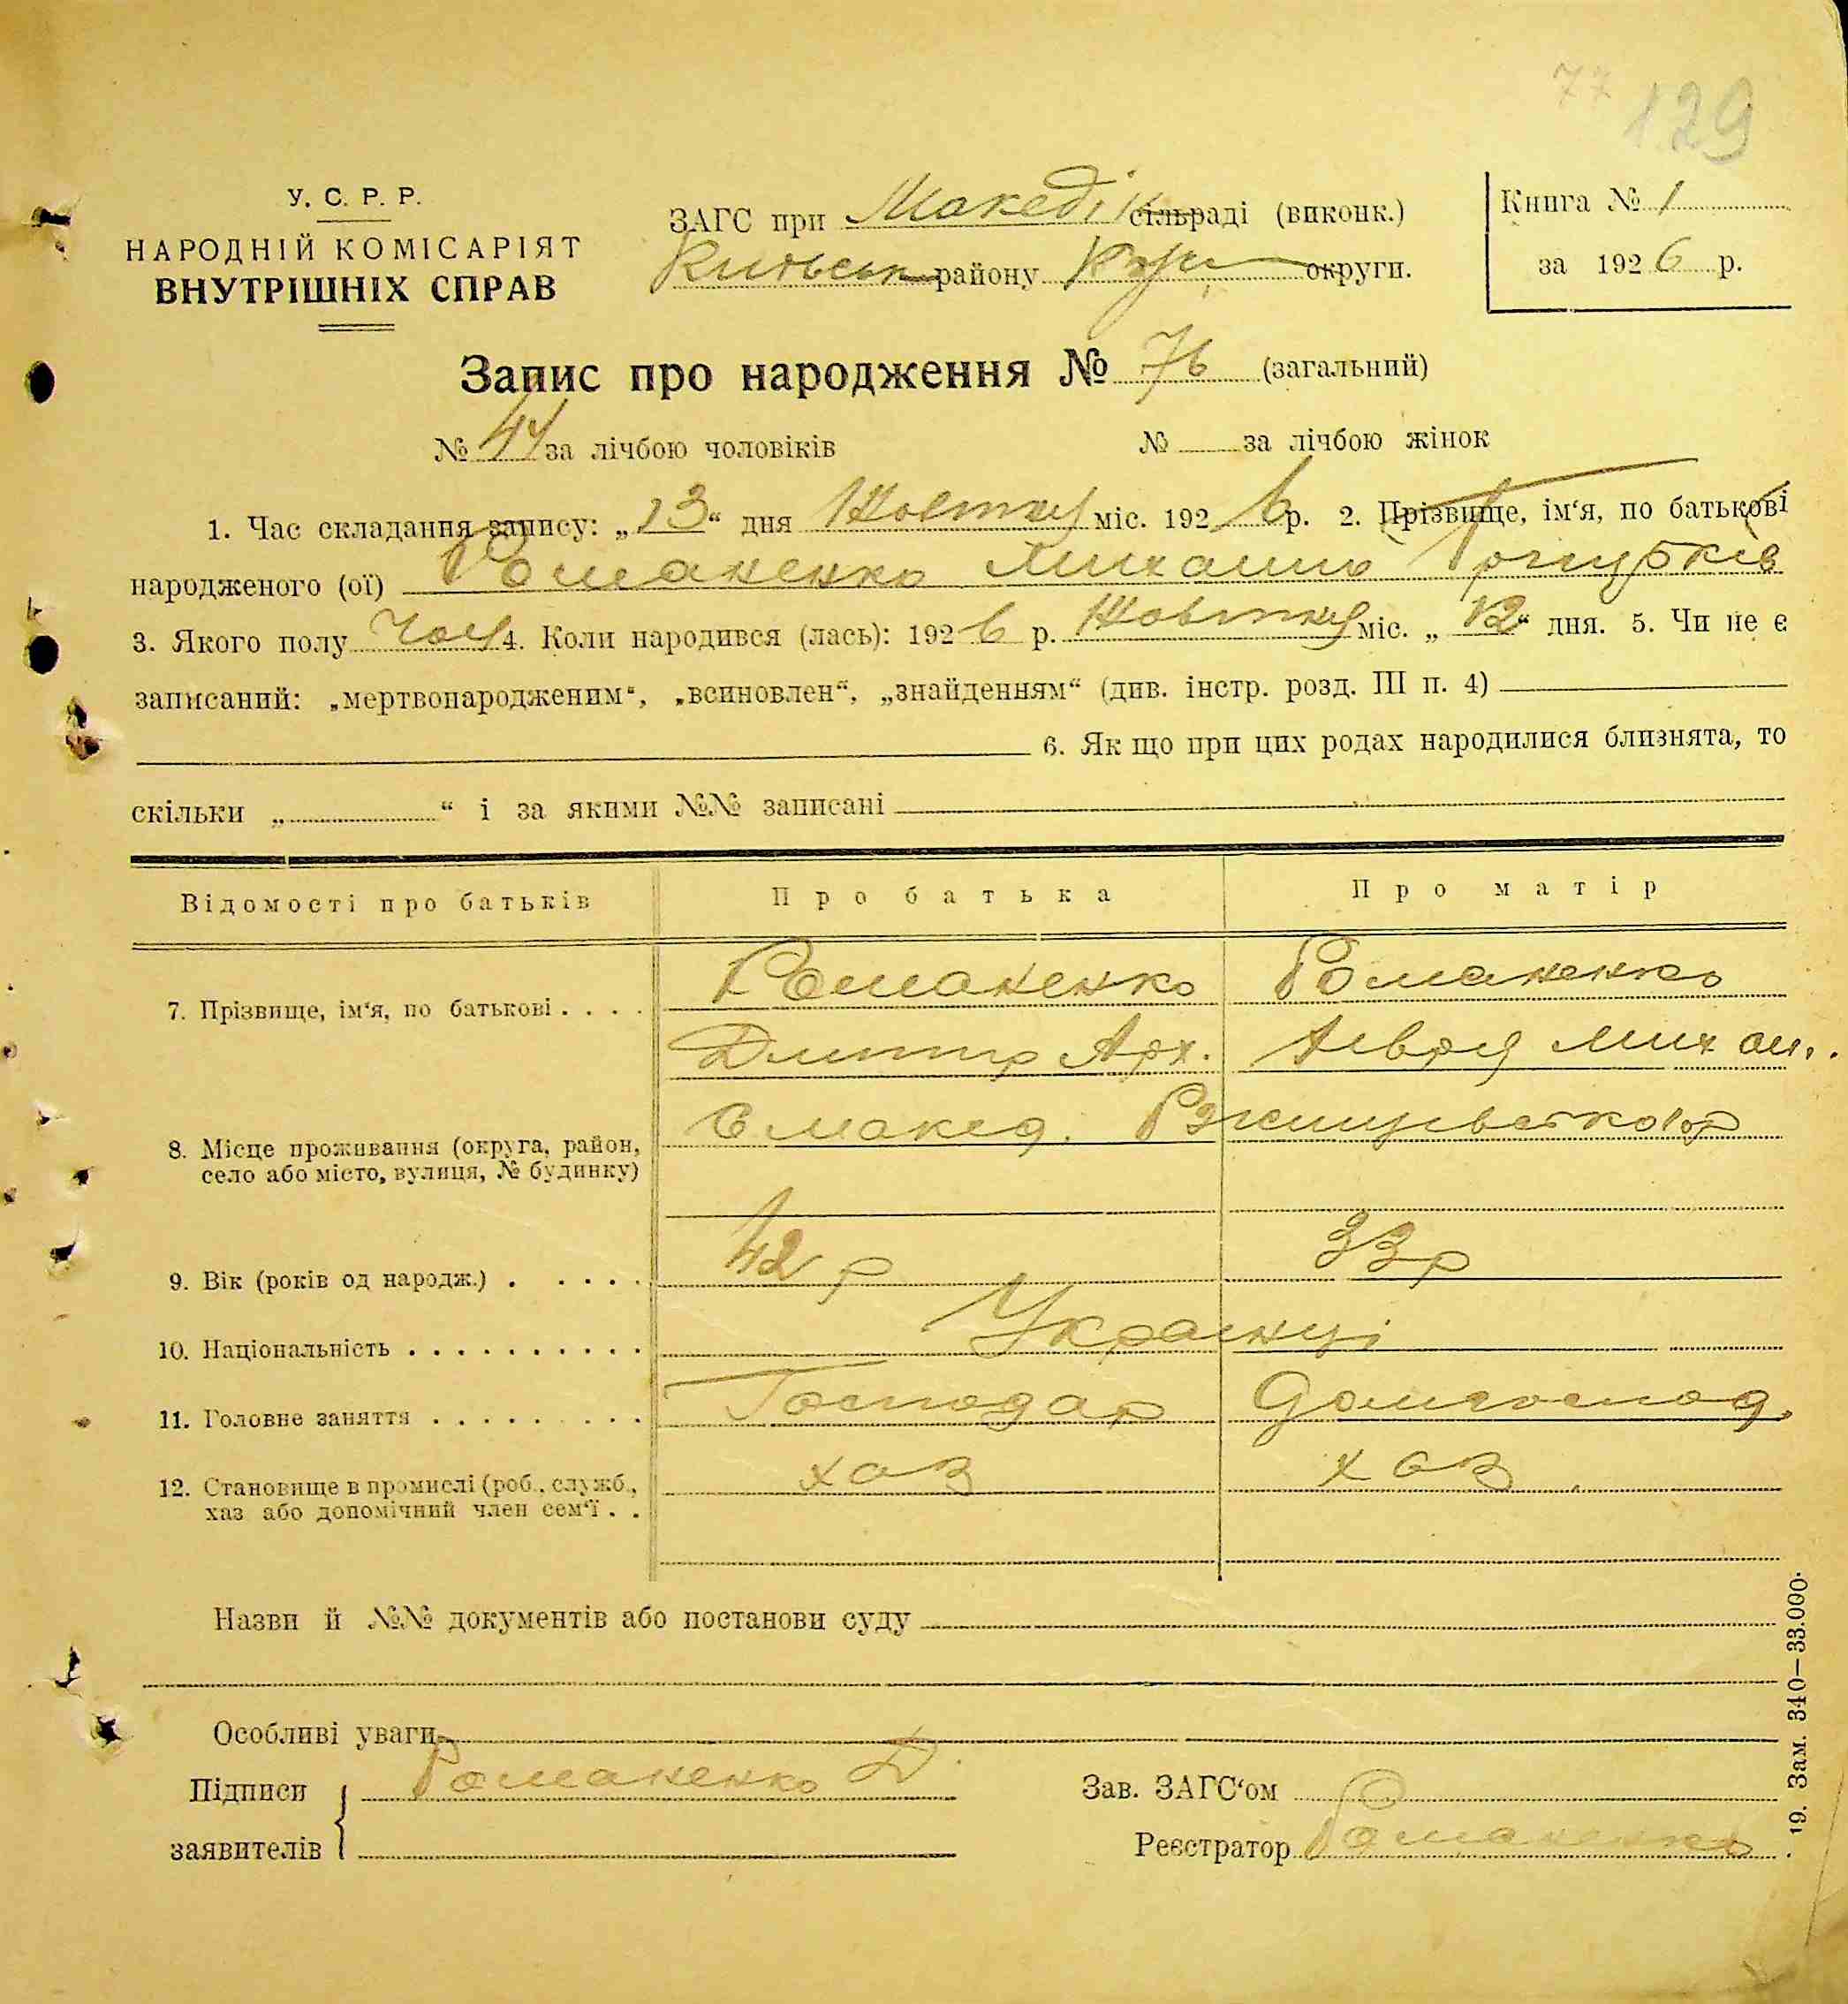 77 129
У. С. Р. Р.
НАРОДНІЙ КОМІСАРІЯТ
ВНУТРІШНІХ СПРАВ
ЗАГС при Македі сільраді (виконк.)
району округи.
Книга № 1
за 1926 р.
Запис про народження № 76 (загальний)
№ 44 за лічбою чоловіків № за лічбою жінок
1. Час складання запису: „13“ дня Жовтня міс. 1926 р. 2. Прізвище, ім‘я, по батькові
народженого (ої) Романенко Михайло
3. Якого полу Чол 4. Коли народився (лась): 1926 р. Жовтня міс. „12“ дня. 5. Чи не є
записаний: „мертвонародженим“, „всиновлен“, „знайденням“ (див. інстр. розд. III п. 4)
6. Як що при цих родах народилися близнята, то
скільки „ “ і за якими №№ записані
Відомості про батьків Про батька Про матір
7. Прізвище, ім‘я, по батькові . . . . Романенко Романенко
Дмитр Арх. Мих
8. Місце проживання (округа, район, С Макед.
село або місто, вулиця, № будинку)
9. Вік (років од народж.) . . . . . 42 р 33 р
10. Національність . . . . . . . . . . Українці
11. Головне заняття . . . . . . . . . Господар Домгоспод.
12. Становище в промислі (роб., служб., хаз хаз
хаз або допомічний член сем‘ї . .
Назви й №№ документів або постанови суду
Особливі уваги
Підписи Романенко Д. Зав. ЗАГС‘ом
заявителів Реєстратор Романенко
19. Зам. 340—33.000.